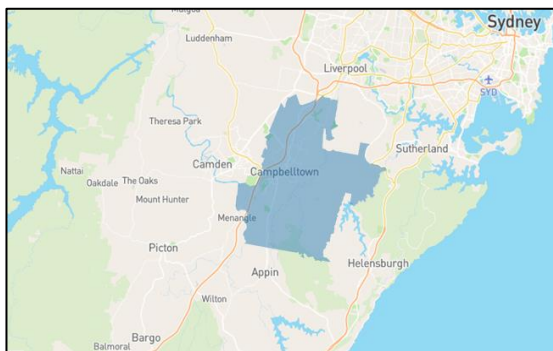 Sydney
Luddenham
Liverpool
SYD
Theresa Park
Sutherland
Camden
Campbelltown
Nattai
Oakdale
The Oaks
Mount Hunter
Menangle
Picton
Helensburgh
Appin
Wilton
Bargo
Balmoral